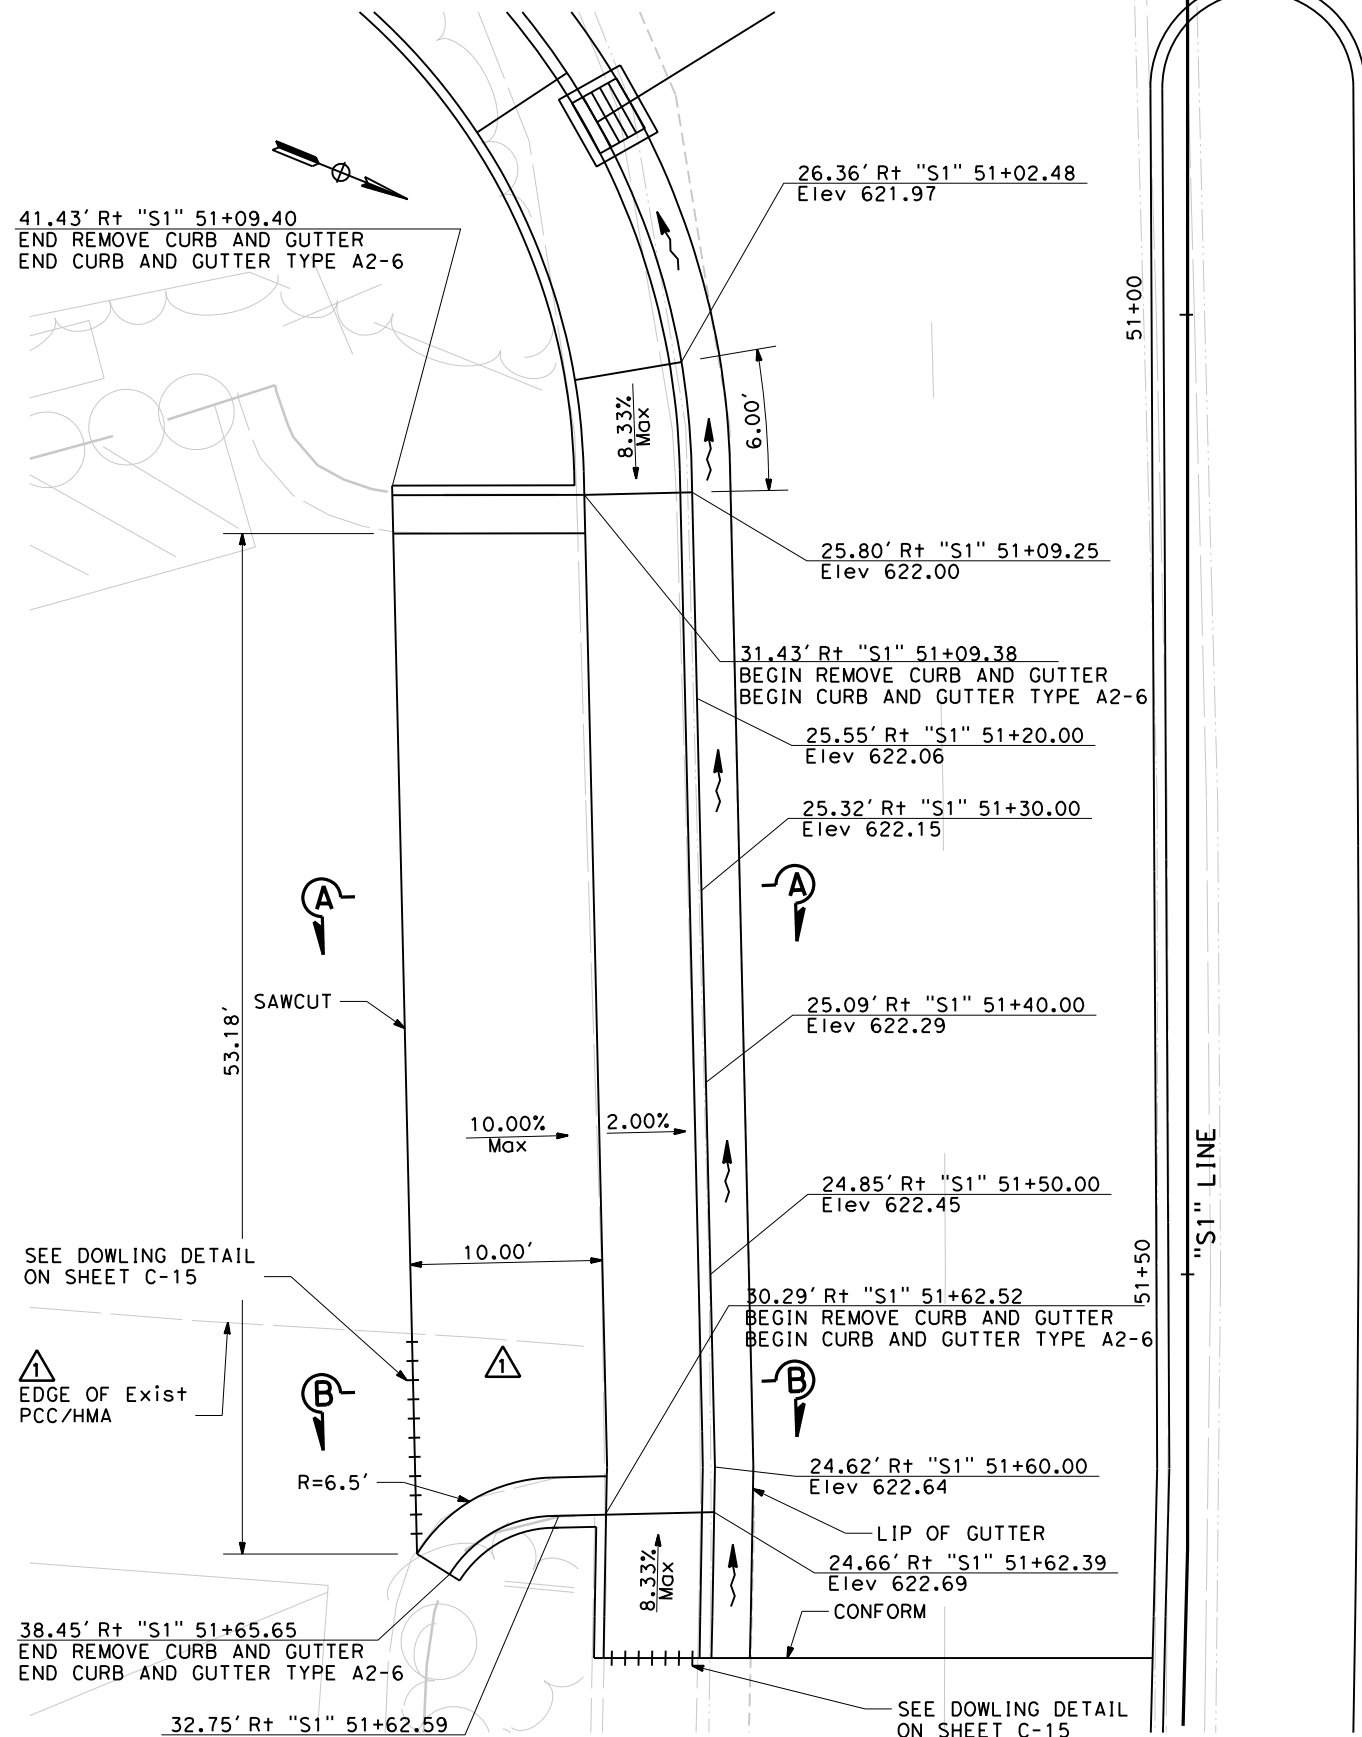 26.36' Rt "S1" 51+02.48
Elev 621.97
41.43' Rt "S1" 51+09.40
END REMOVE CURB AND GUTTER
END CURB AND GUTTER TYPE A2-6
51+00
8.33%
Max
6.00'
25.80' Rt "S1" 51+09.25
Elev 622.00
31.43' Rt "S1" 51+09.38
BEGIN REMOVE CURB AND GUTTER
BEGIN CURB AND GUTTER TYPE A2-6
25.55' Rt "S1" 51+20.00
Elev 622.06
25.32' Rt "S1" 51+30.00
Elev 622.15
A
A
SAWCUT
53.18'
25.09' Rt "S1" 51+40.00
Elev 622.29
10.00%
Max
2.00%
"S1" LINE
24.85' Rt "S1" 51+50.00
Elev 622.45
SEE DOWLING DETAIL
ON SHEET C-15
10.00'
51+50
30.29' Rt "S1" 51+62.52
BEGIN REMOVE CURB AND GUTTER
BEGIN CURB AND GUTTER TYPE A2-6
1
1
EDGE OF Exist
PCC/HMA
B
B
R=6.5'
24.62' Rt "S1" 51+60.00
Elev 622.64
LIP OF GUTTER
24.66' Rt "S1" 51+62.39
Elev 622.69
8.33%
Max
CONFORM
38.45' Rt "S1" 51+65.65
END REMOVE CURB AND GUTTER
END CURB AND GUTTER TYPE A2-6
32.75' Rt "S1" 51+62.59
SEE DOWLING DETAIL
ON SHEET C-15